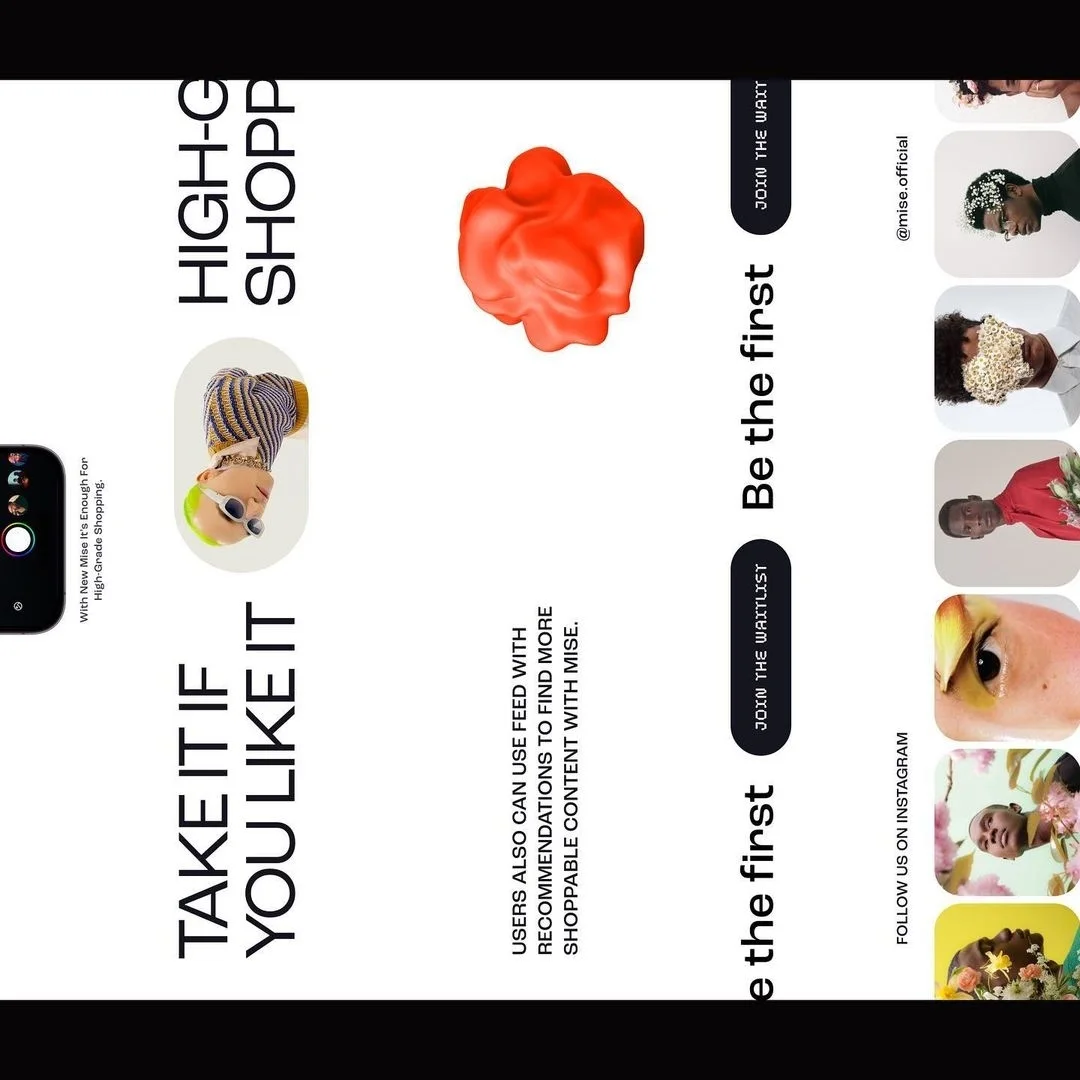 With New Mise It's Enough For
High-Grade Shopping.
TAKE IT IF
YOU LIKE IT
HIGH-G
SHOPP
USERS ALSO CAN USE FEED WITH
RECOMMENDATIONS TO FIND MORE
SHOPPABLE CONTENT WITH MISE.
e the first
JOIN THE WAITLIST
Be the first
JOIN THE WAIT
FOLLOW US ON INSTAGRAM
@mise.official